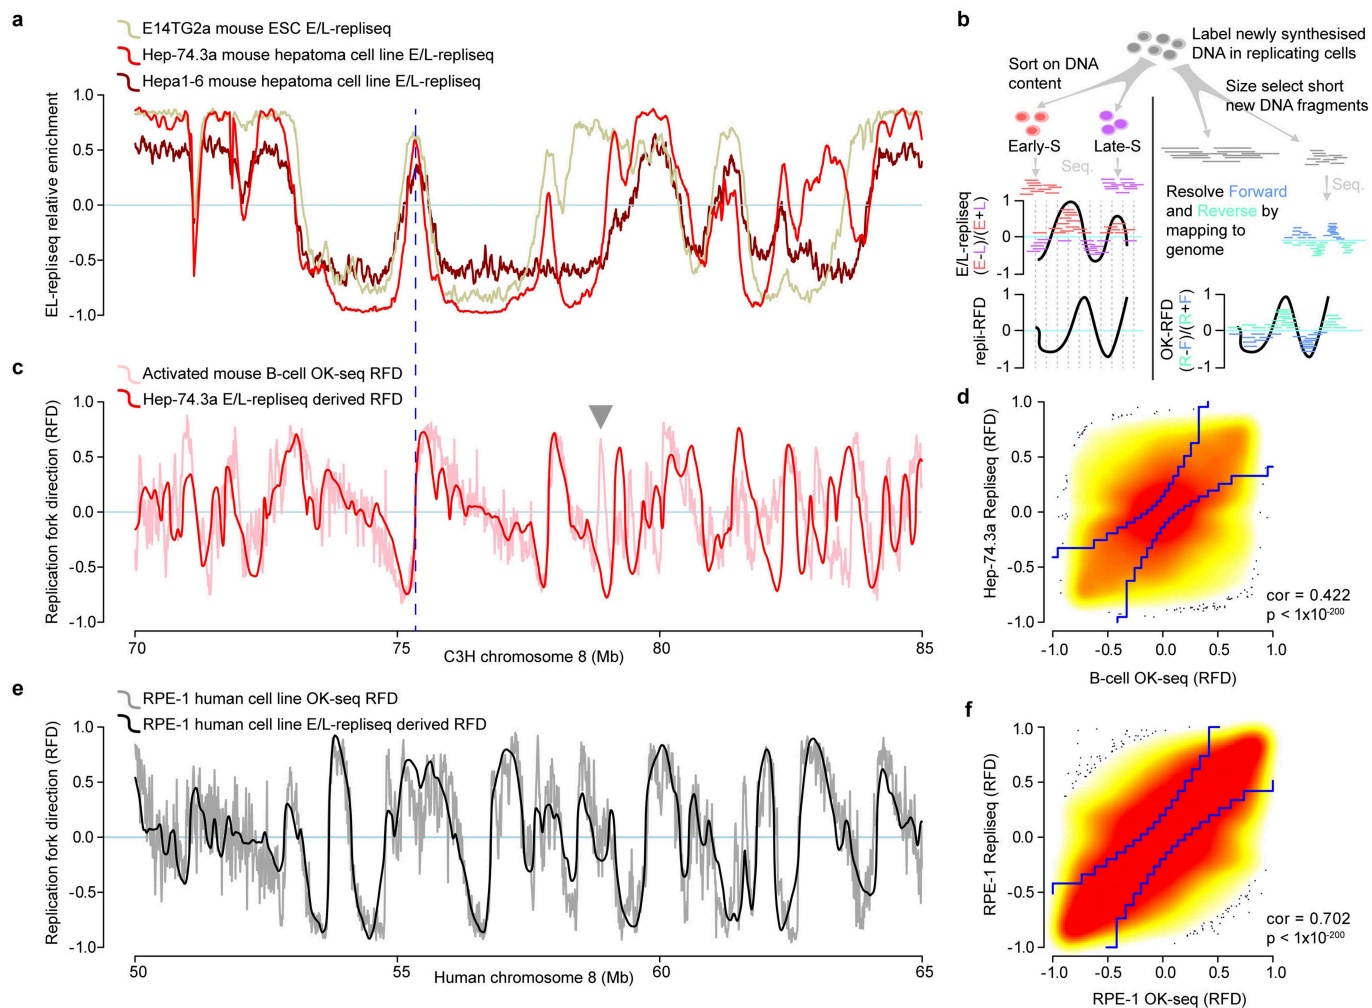 a
E14TG2a mouse ESC E/L-repliseq
Hep-74.3a mouse hepatoma cell line E/L-repliseq
Hepa1-6 mouse hepatoma cell line E/L-repliseq
EL-repliseq relative enrichment
1.0
0.5
0.0
-0.5
-1.0
b
Label newly synthesised
DNA in replicating cells
Sort on DNA
content
Size select short
new DNA fragments
Early-S
Late-S
Seq.
Seq.
Resolve Forward
and Reverse by
mapping to
genome
E/L-repliseq
(E-L)/(E+L)
1
0
-1
repli-RFD
1
0
-1
OK-RFD
(R-F)/(R+F)
1
0
-1
c
Activated mouse B-cell OK-seq RFD
Hep-74.3a E/L-repliseq derived RFD
Replication fork direction (RFD)
1.0
0.5
0.0
-0.5
-1.0
70
75
80
85
C3H chromosome 8 (Mb)
d
Hep-74.3a Repliseq (RFD)
1.0
0.5
0.0
-0.5
-1.0
cor = 0.422
p < 1x10⁻²⁰⁰
-1.0
-0.5
0.0
0.5
1.0
B-cell OK-seq (RFD)
e
RPE-1 human cell line OK-seq RFD
RPE-1 human cell line E/L-repliseq derived RFD
Replication fork direction (RFD)
1.0
0.5
0.0
-0.5
-1.0
50
55
60
65
Human chromosome 8 (Mb)
f
RPE-1 Repliseq (RFD)
1.0
0.5
0.0
-0.5
-1.0
cor = 0.702
p < 1x10⁻²⁰⁰
-1.0
-0.5
0.0
0.5
1.0
RPE-1 OK-seq (RFD)